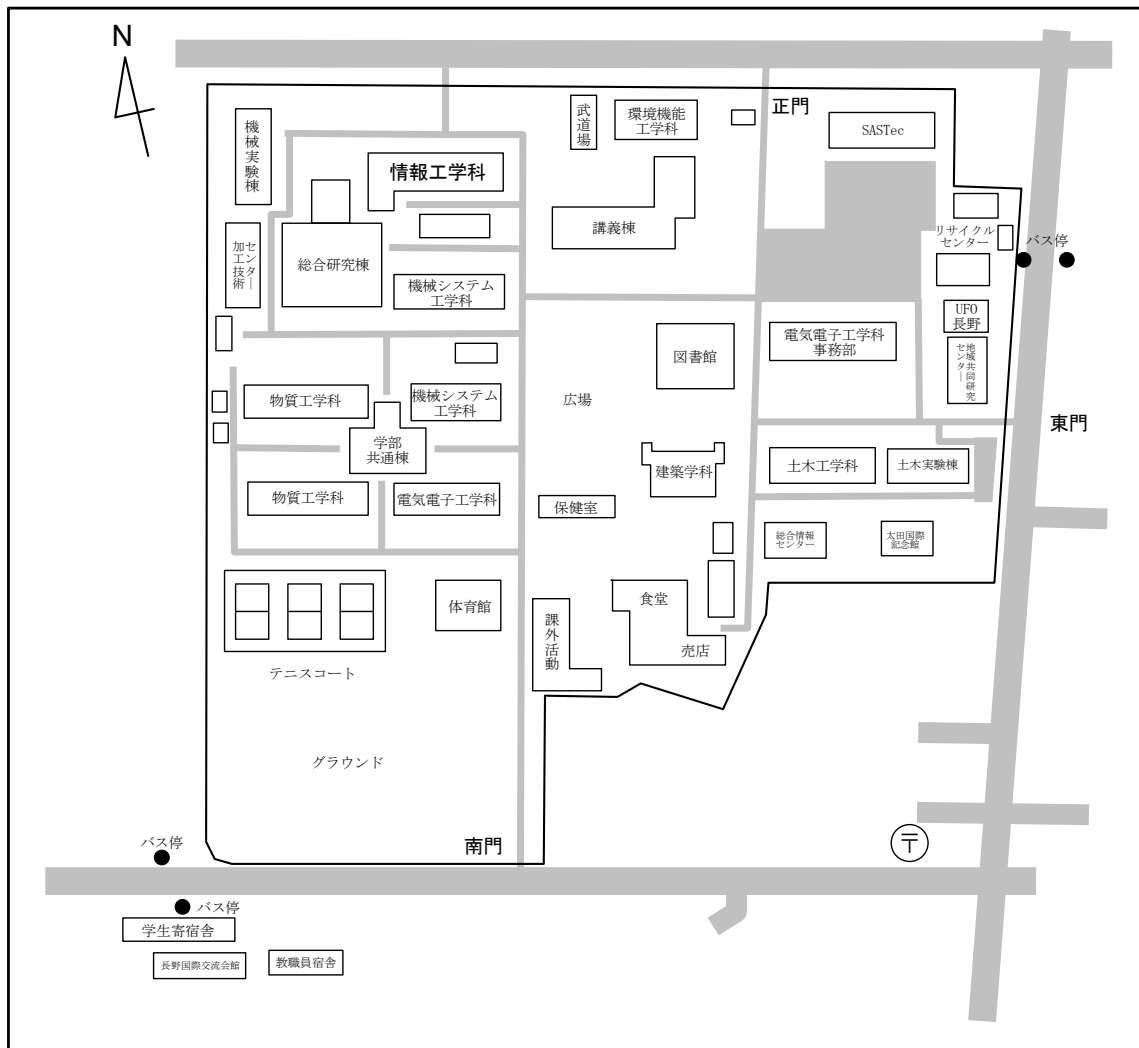 N
正門
武道場
環境機能
工学科
SASTec
機械実験棟
情報工学科
講義棟
リサイクル
センター
バス停
加工技術
センター
総合研究棟
機械システム
工学科
UFO
長野
電気電子工学科
事務部
図書館
地域共同研究
センター
広場
物質工学科
機械システム
工学科
東門
学部
共通棟
建築学科
土木工学科
土木実験棟
物質工学科
電気電子工学科
保健室
総合情報
センター
太田国際
記念館
体育館
食堂
課外活動
売店
テニスコート
グラウンド
南門
〒
バス停
バス停
学生寄宿舎
長野国際交流会館
教職員宿舎